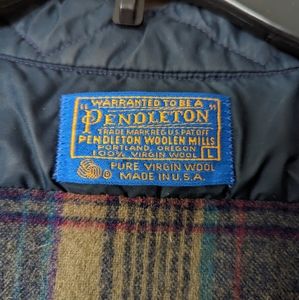 "WARRANTED TO BE A
PENDLETON"
TRADE MARK REG U.S. PAT OFF
PENDLETON WOOLEN MILLS
PORTLAND, OREGON
100% VIRGIN WOOL
L
PURE VIRGIN WOOL
MADE IN U.S.A.